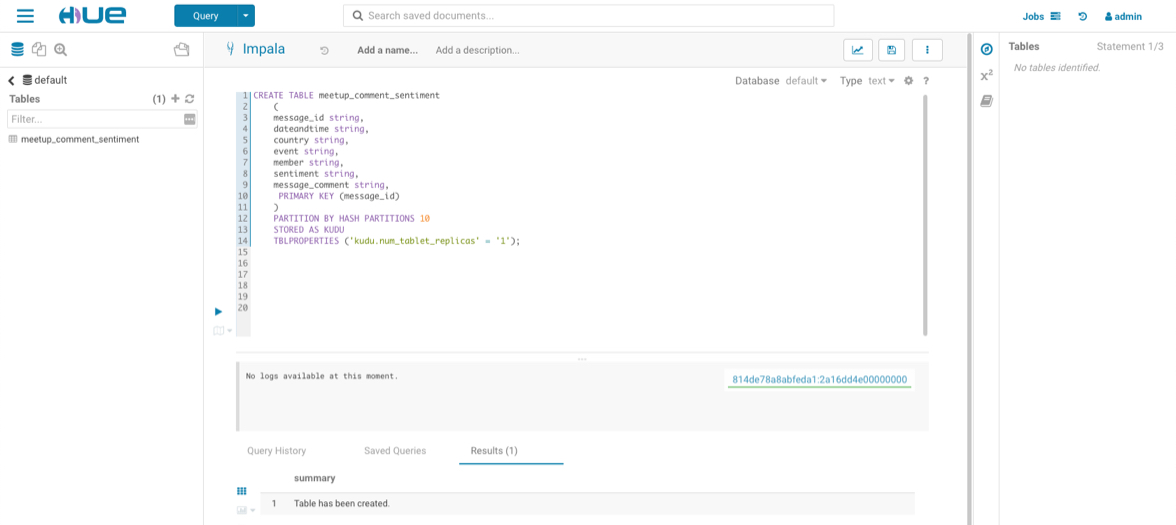 HUE
Query
Search saved documents...
Jobs
admin
Impala
Add a name...
Add a description...
Tables
Statement 1/3
No tables identified.
default
Tables
(1)
Filter...
meetup_comment_sentiment
Database default
Type text
?
1 CREATE TABLE meetup_comment_sentiment
2 (
3 message_id string,
4 dateandtime string,
5 country string,
6 event string,
7 member string,
8 sentiment string,
9 message_comment string,
10 PRIMARY KEY (message_id)
11 )
12 PARTITION BY HASH PARTITIONS 10
13 STORED AS KUDU
14 TBLPROPERTIES ('kudu.num_tablet_replicas' = '1');
15
16
17
18
19
20
x²
No logs available at this moment.
814de78a8abfeda1:2a16dd4e00000000
Query History
Saved Queries
Results (1)
summary
1 Table has been created.